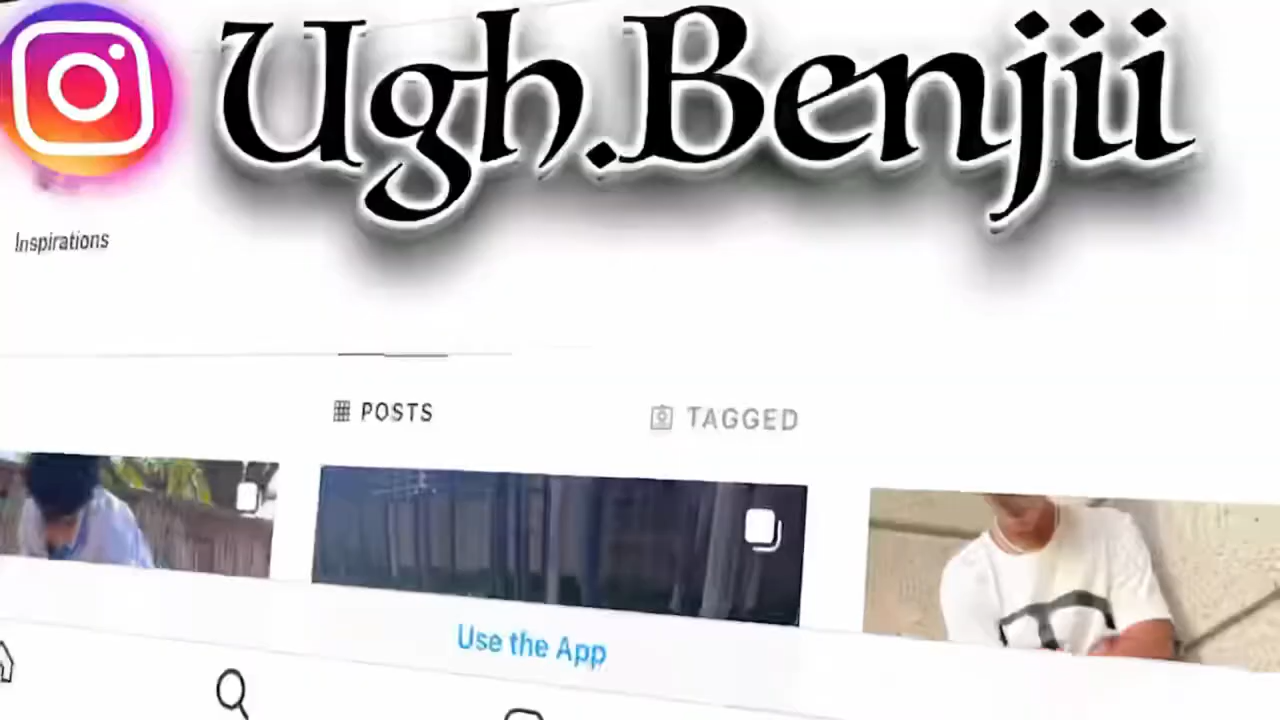 Ugh.Benjii
Inspirations
POSTS
TAGGED
Use the App